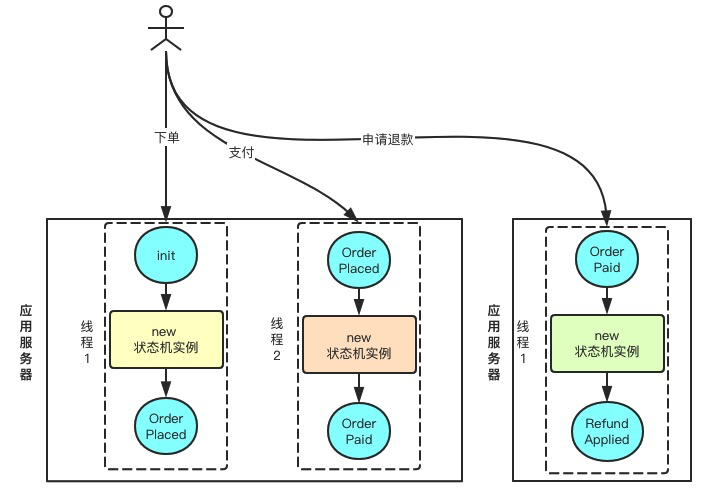 下单
支付
申请退款
应用服务器
线程1
init
new
状态机实例
Order
Placed
线程2
Order
Placed
new
状态机实例
Order
Paid
应用服务器
线程1
Order
Paid
new
状态机实例
Refund
Applied